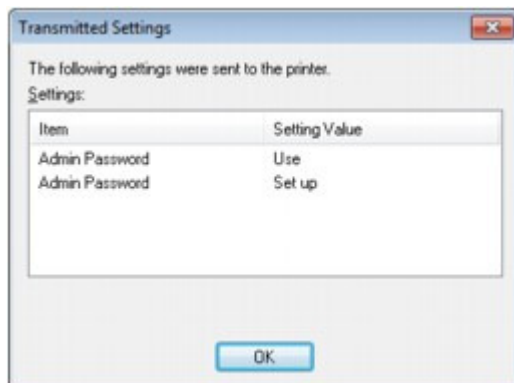 Transmitted Settings
The following settings were sent to the printer.
Settings:
Item Setting Value
Admin Password Use
Admin Password Set up
OK